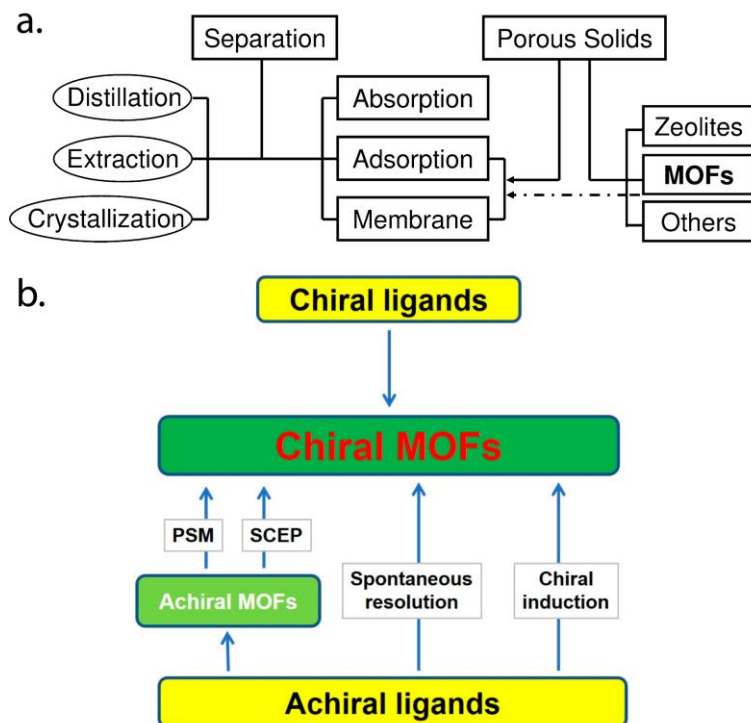 a.
Separation
Porous Solids
Distillation
Absorption
Zeolites
Extraction
Adsorption
MOFs
Crystallization
Membrane
Others
b.
Chiral ligands
Chiral MOFs
PSM
SCEP
Achiral MOFs
Spontaneous
resolution
Chiral
induction
Achiral ligands